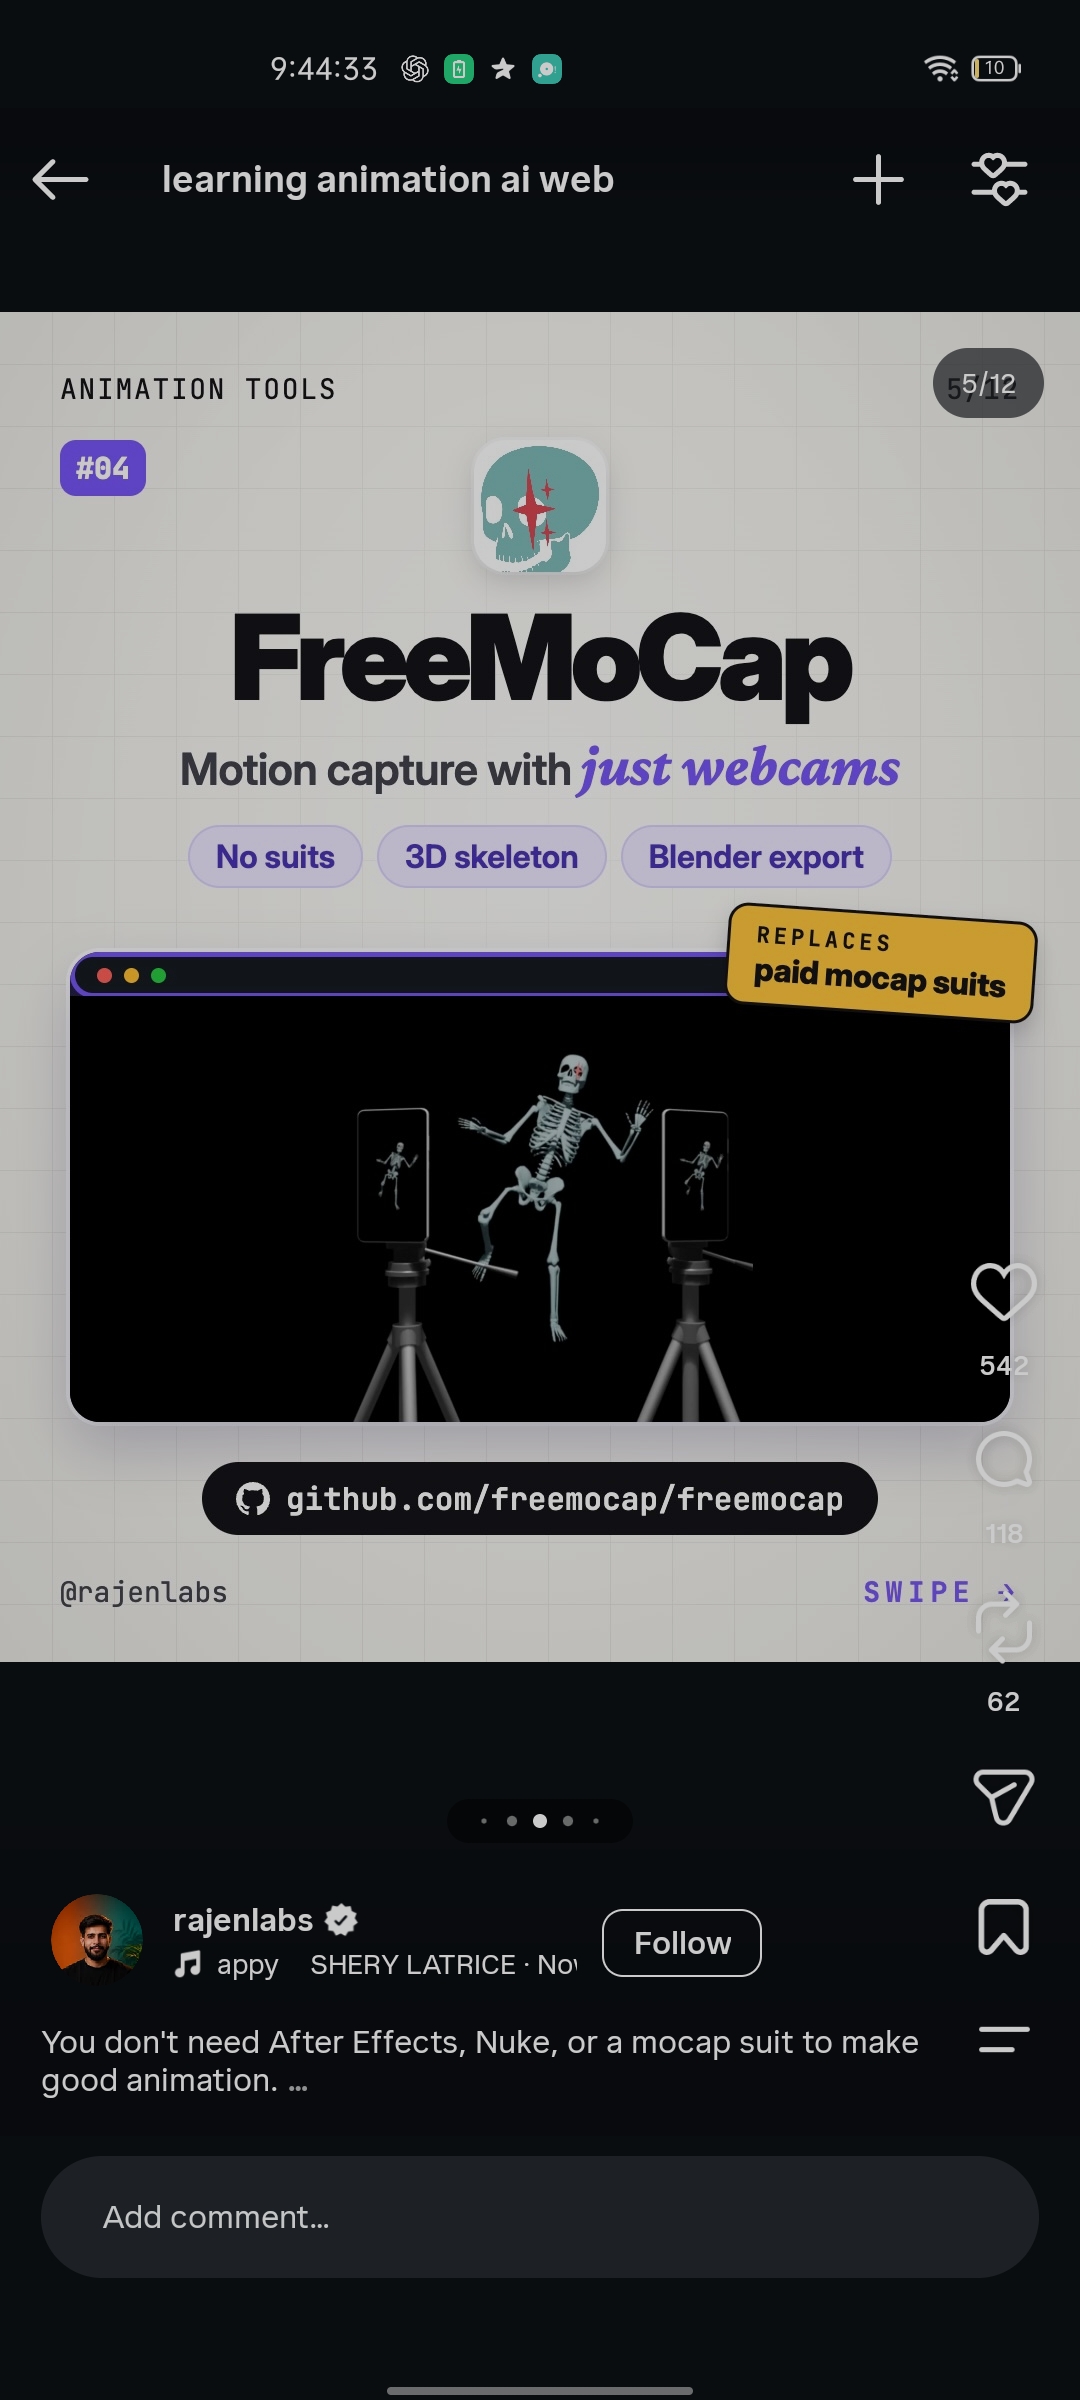 9:44:33
10
learning animation ai web
ANIMATION TOOLS
5/12
#04
FreeMoCap
Motion capture with just webcams
No suits
3D skeleton
Blender export
REPLACES
paid mocap suits
542
github.com/freemocap/freemocap
118
@rajenlabs
SWIPE →
62
rajenlabs
appy SHERY LATRICE · Nov
Follow
You don't need After Effects, Nuke, or a mocap suit to make
good animation. ...
Add comment...